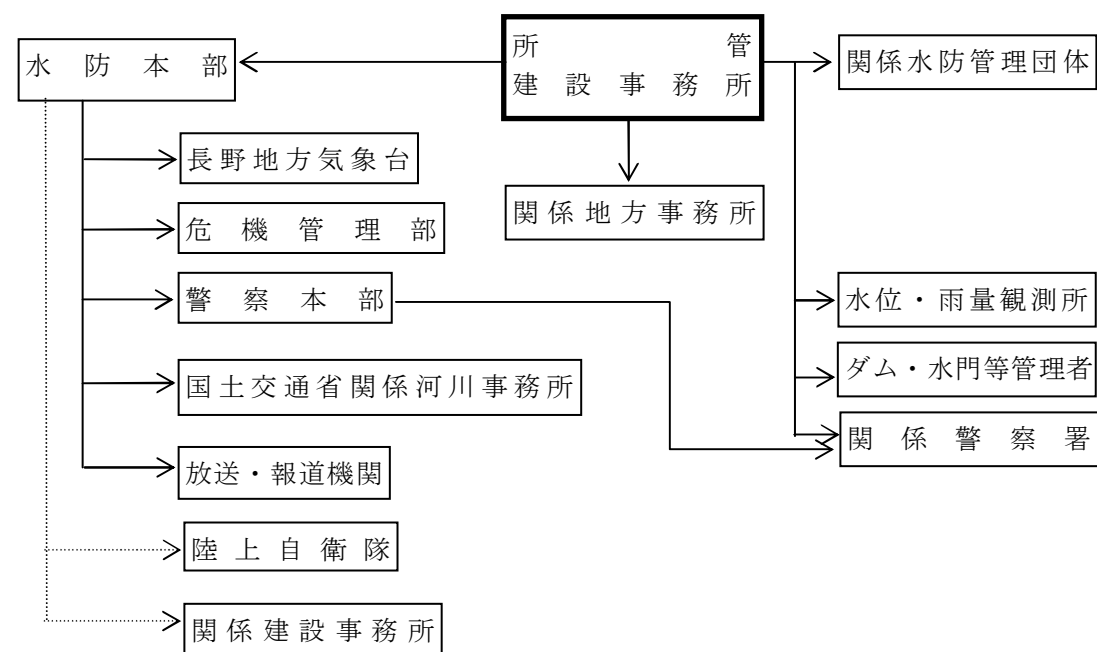 水防本部
所管
建設事務所
関係水防管理団体
長野地方気象台
関係地方事務所
危機管理部
警察本部
水位・雨量観測所
国土交通省関係河川事務所
ダム・水門等管理者
関係警察署
放送・報道機関
陸上自衛隊
関係建設事務所